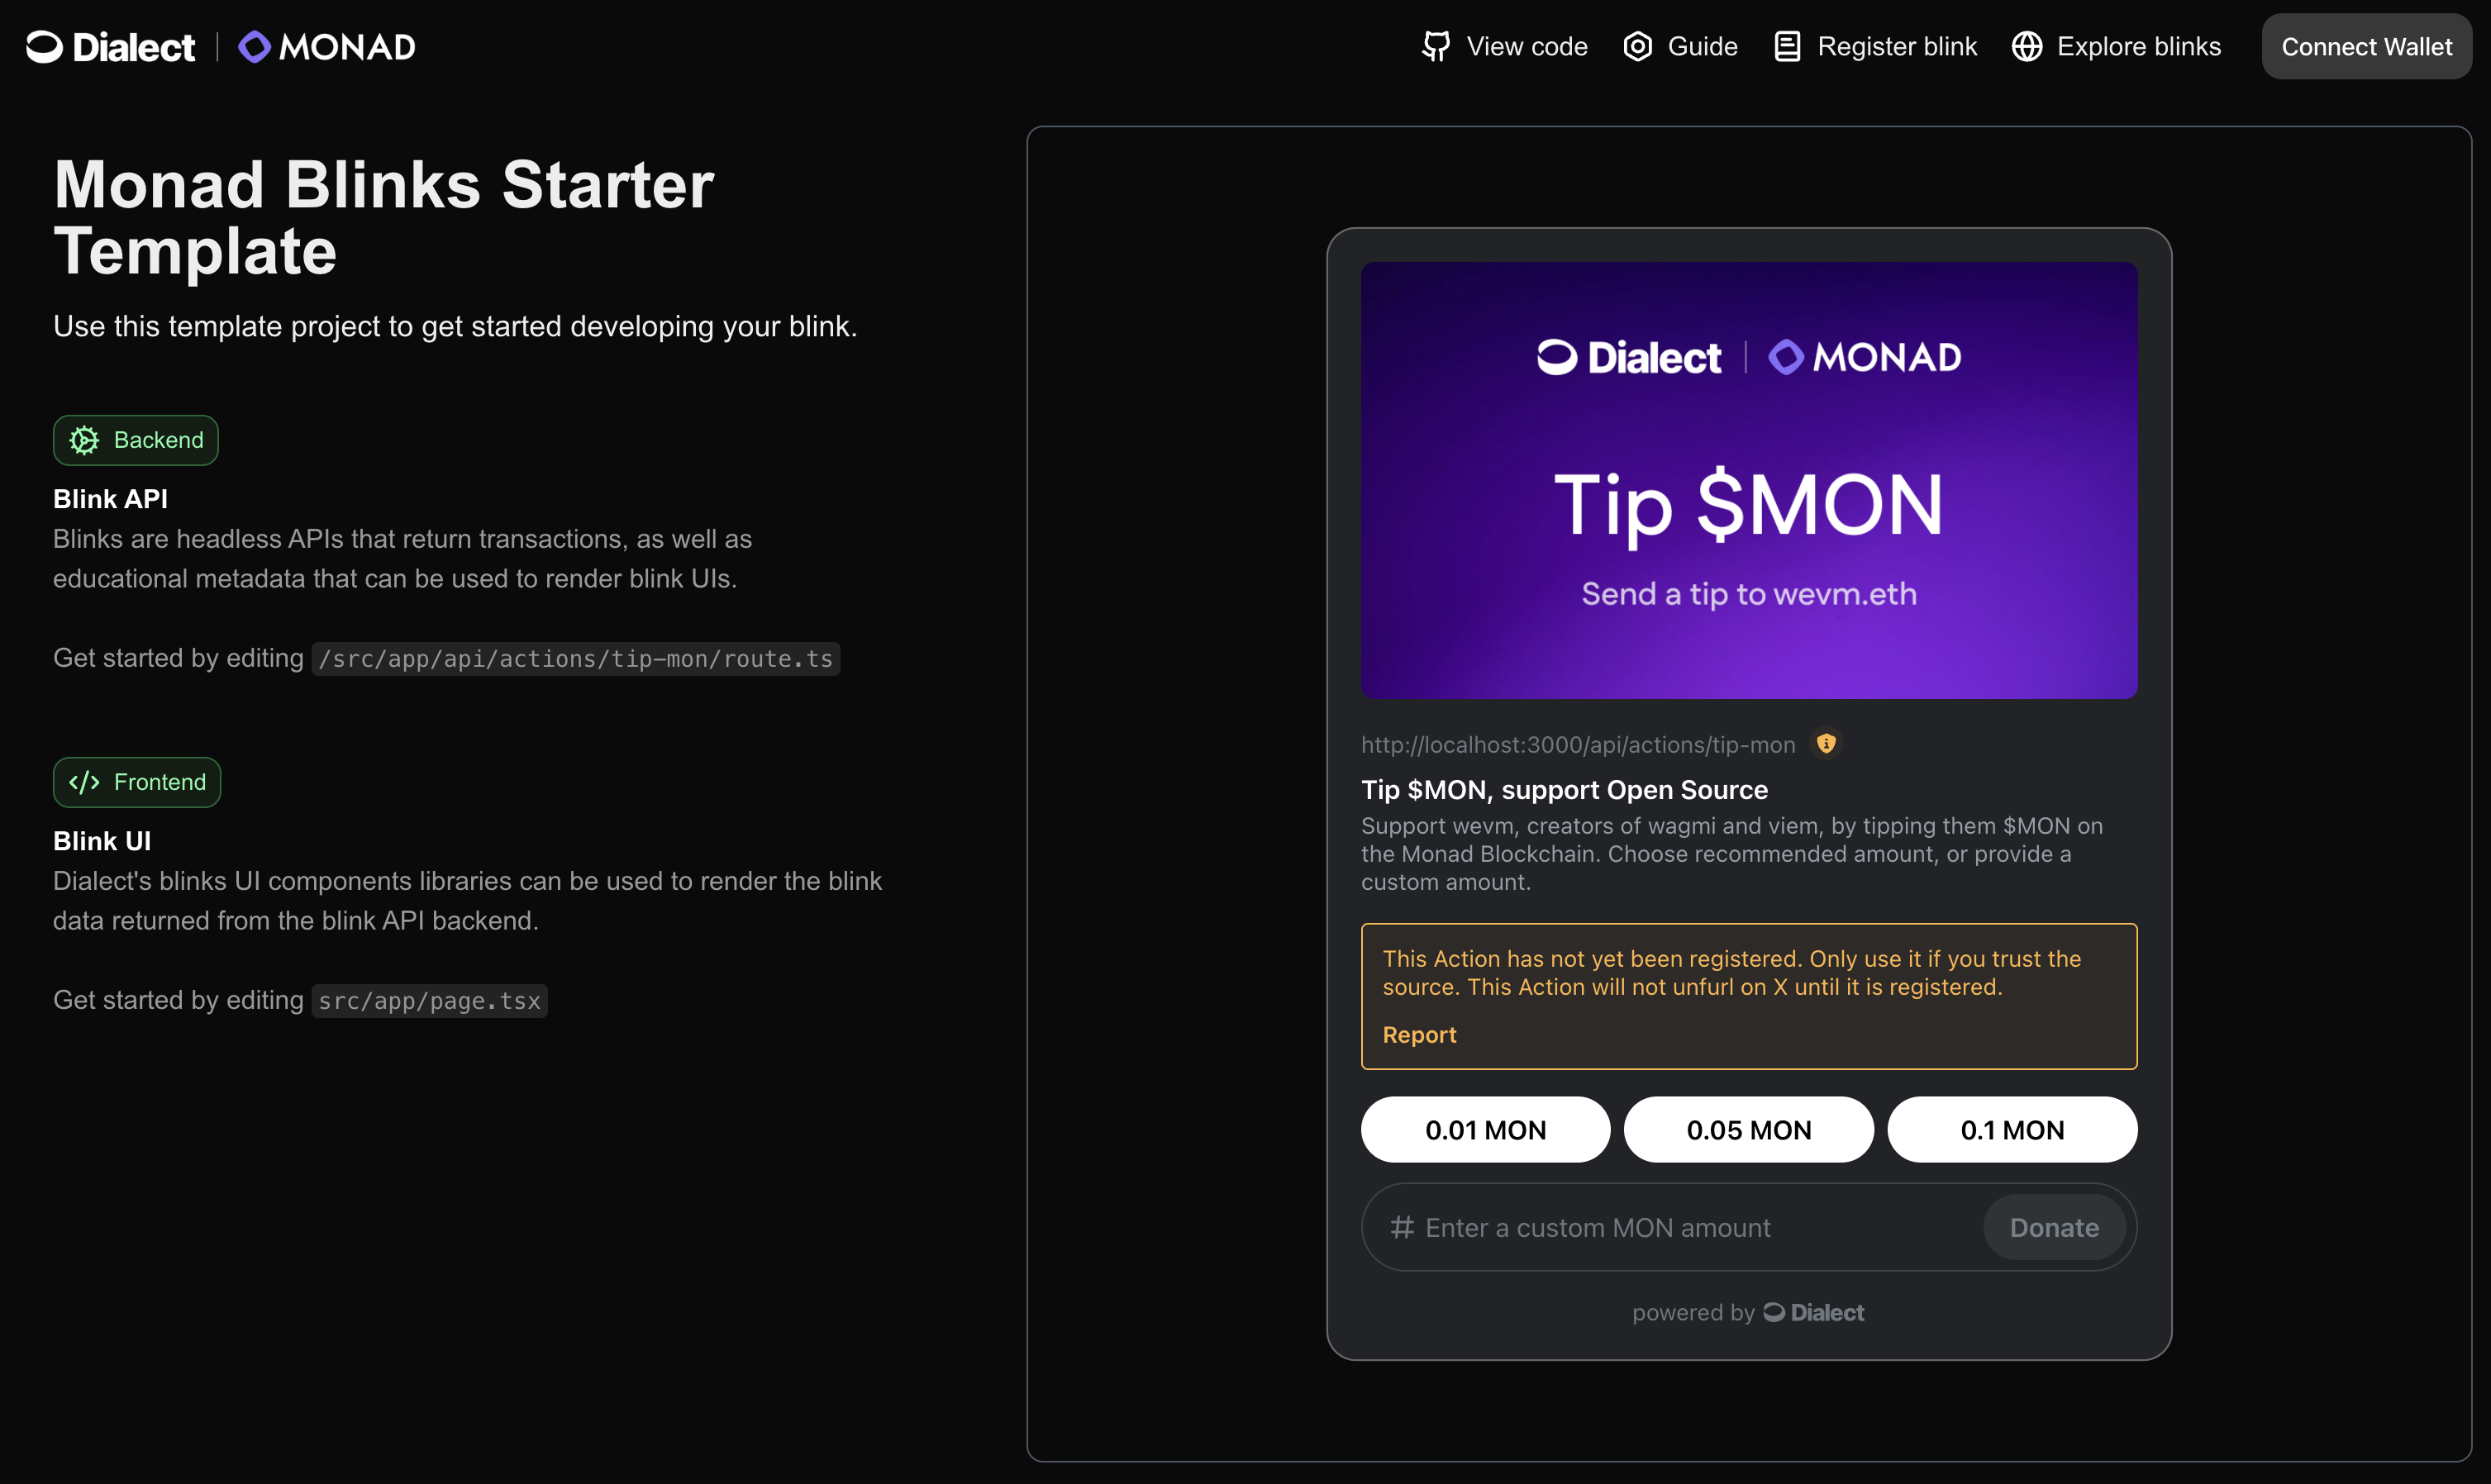 Dialect | MONAD
View code
Guide
Register blink
Explore blinks
Connect Wallet
Monad Blinks Starter
Template
Use this template project to get started developing your blink.
Backend
Blink API
Blinks are headless APIs that return transactions, as well as
educational metadata that can be used to render blink UIs.
Get started by editing /src/app/api/actions/tip-mon/route.ts
</> Frontend
Blink UI
Dialect's blinks UI components libraries can be used to render the blink
data returned from the blink API backend.
Get started by editing src/app/page.tsx
Dialect | MONAD
Tip $MON
Send a tip to wevm.eth
http://localhost:3000/api/actions/tip-mon
Tip $MON, support Open Source
Support wevm, creators of wagmi and viem, by tipping them $MON on
the Monad Blockchain. Choose recommended amount, or provide a
custom amount.
This Action has not yet been registered. Only use it if you trust the
source. This Action will not unfurl on X until it is registered.
Report
0.01 MON
0.05 MON
0.1 MON
# Enter a custom MON amount
Donate
powered by Dialect